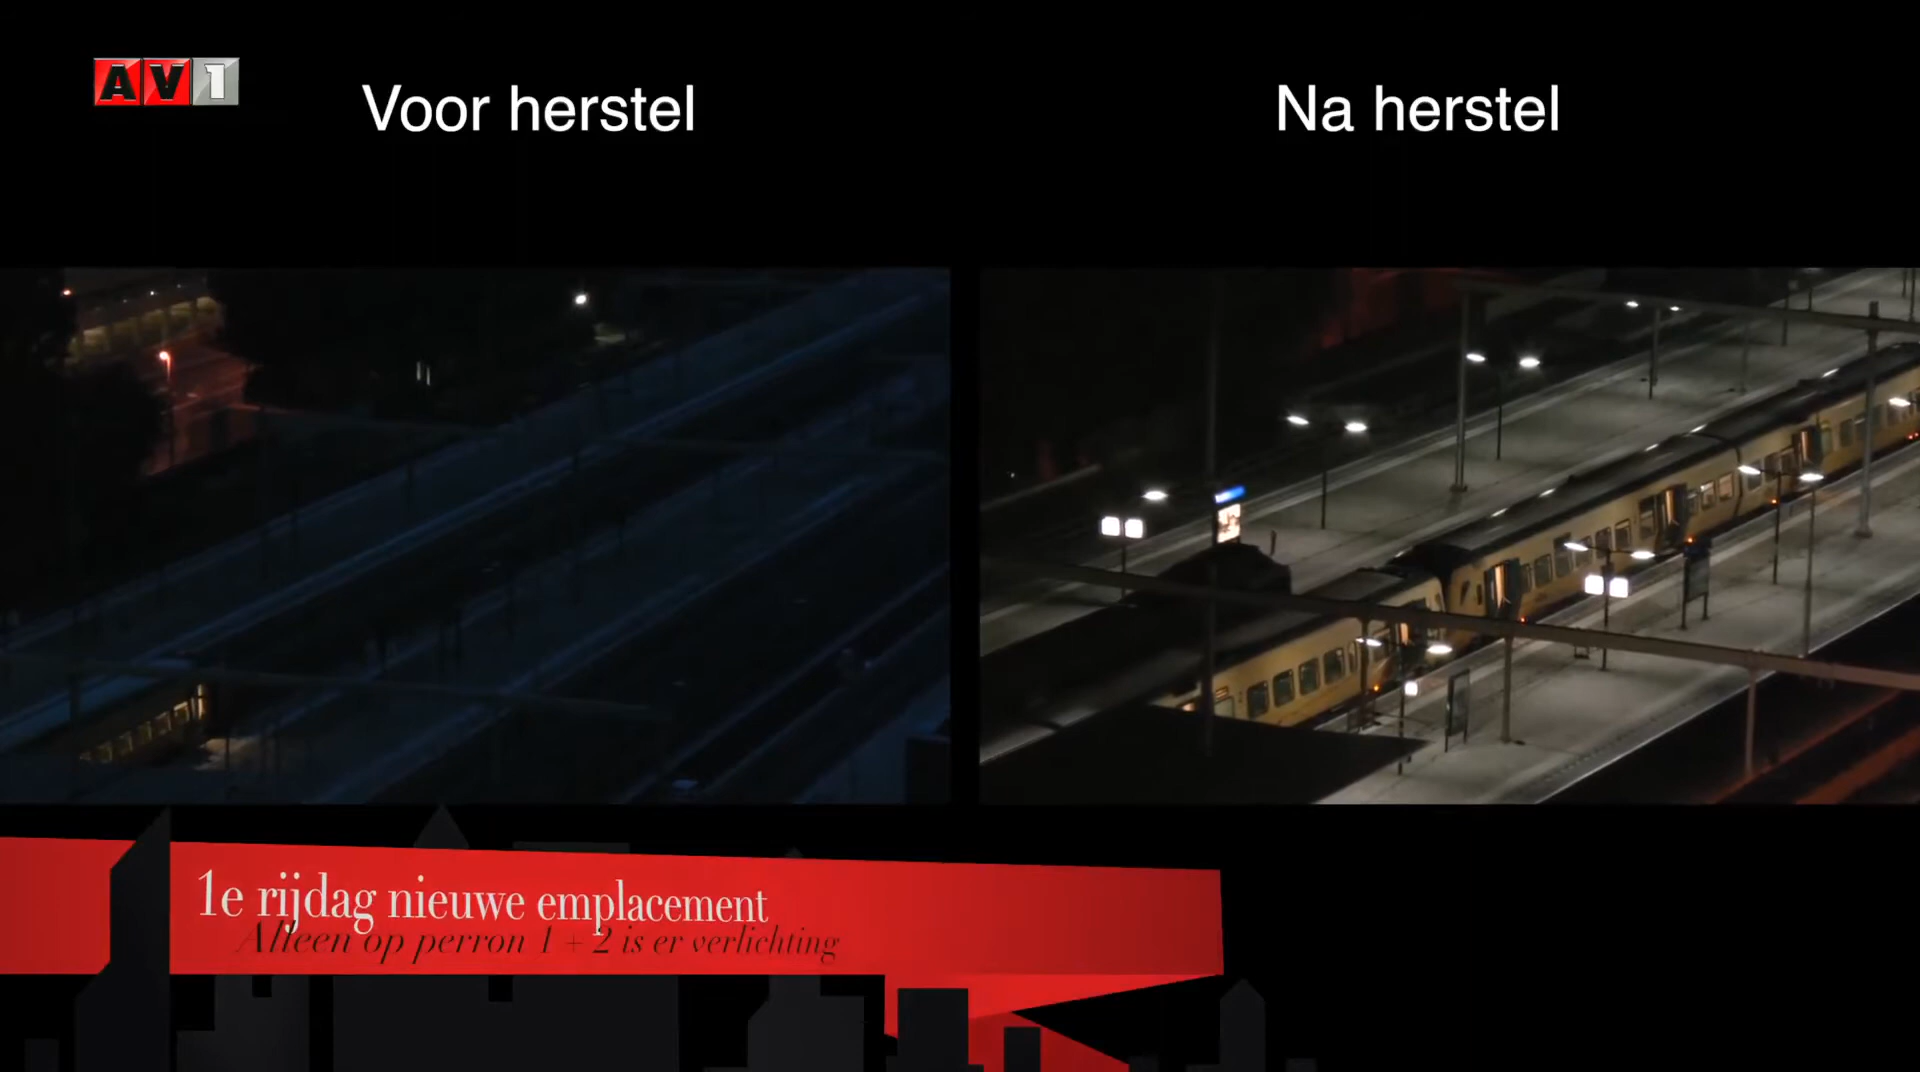 AV1
Voor herstel
Na herstel
1e rijdag nieuwe emplacement
Alleen op perron 1 + 2 is er verlichting